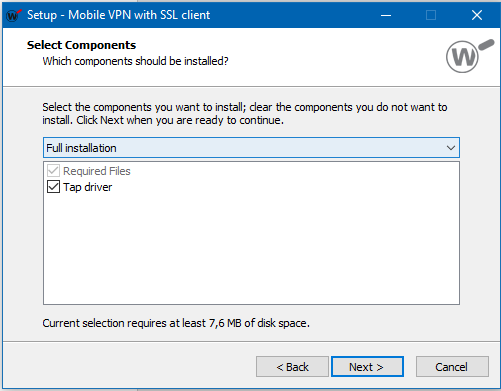 Setup - Mobile VPN with SSL client
Select Components
Which components should be installed?
W
Select the components you want to install; clear the components you do not want to
install. Click Next when you are ready to continue.
Full installation
Required Files
Tap driver
Current selection requires at least 7,6 MB of disk space.
< Back
Next >
Cancel